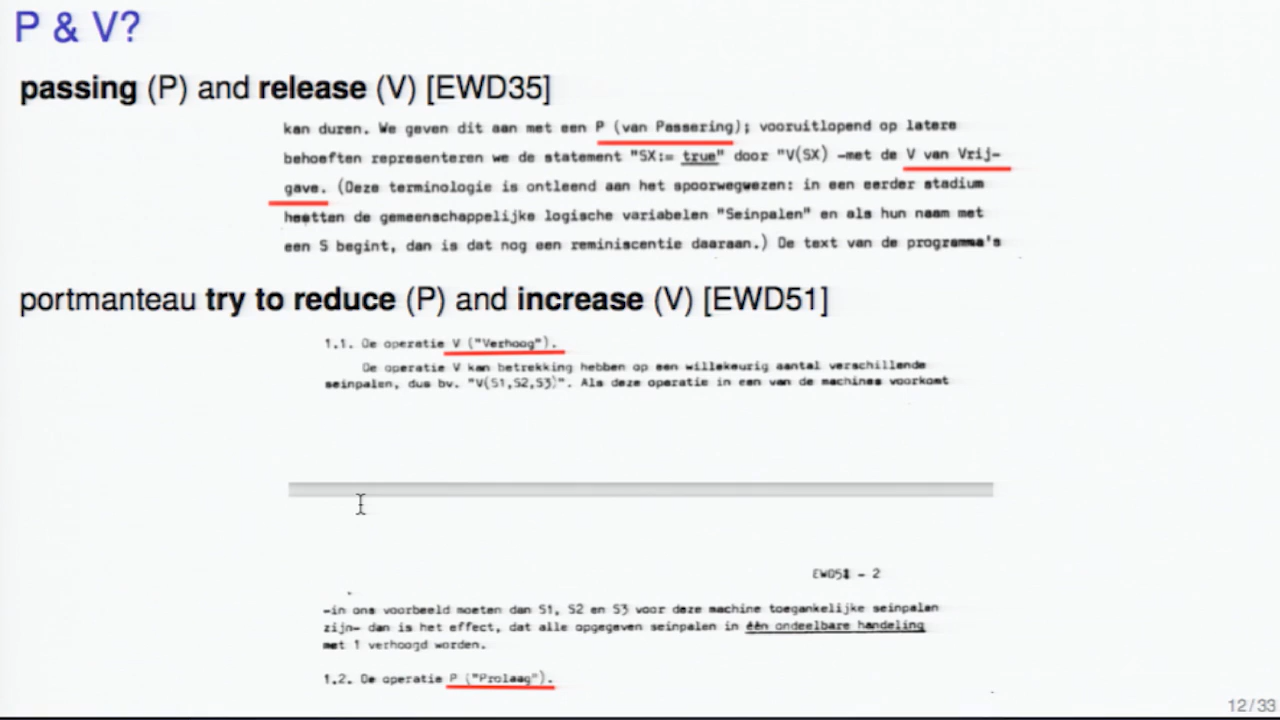 P & V?
passing (P) and release (V) [EWD35]
kan duren. We geven dit aan met een P (van Passering); vooruitlopend op latere
behoeften representeren we de statement "SX:= true" door "V(SX) -met de V van Vrij-
gave. (Deze terminologie is ontleend aan het spoorwegwezen: in een eerder stadium
heetten de gemeenschappelijke logische variabelen "Seinpalen" en als hun naam met
een S begint, dan is dat nog een reminiscentie daaraan.) De text van de programma's
portmanteau try to reduce (P) and increase (V) [EWD51]
1.1. De operatie V ("Verhoog").
De operatie V kan betrekking hebben op een willekeurig aantal verschillende
seinpalen, dus bv. "V(S1,S2,S3)". Als deze operatie in een van de machines voorkomt
EWD51 - 2
-in ons voorbeeld moeten dan S1, S2 en S3 voor deze machine toegankelijke seinpalen
zijn- dan is het effect, dat alle opgegeven seinpalen in één ondeelbare handeling
met 1 verhoogd worden.
1.2. De operatie P ("Prolaag").
12/33